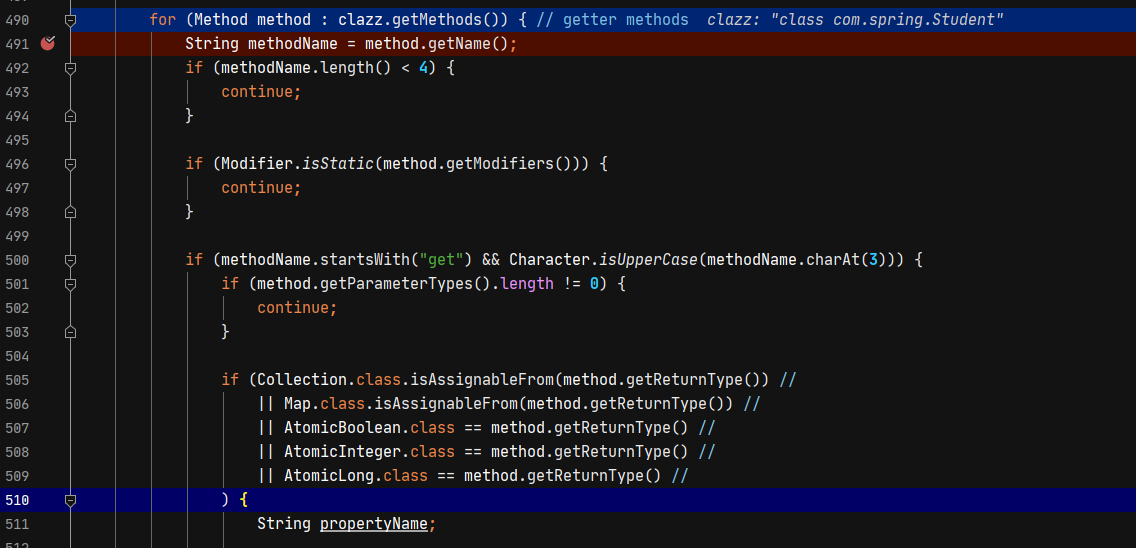 490 for (Method method : clazz.getMethods()) { // getter methods clazz: "class com.spring.Student"
491 String methodName = method.getName();
492 if (methodName.length() < 4) {
493 continue;
494 }
495
496 if (Modifier.isStatic(method.getModifiers())) {
497 continue;
498 }
499
500 if (methodName.startsWith("get") && Character.isUpperCase(methodName.charAt(3))) {
501 if (method.getParameterTypes().length != 0) {
502 continue;
503 }
504
505 if (Collection.class.isAssignableFrom(method.getReturnType()) //
506 || Map.class.isAssignableFrom(method.getReturnType()) //
507 || AtomicBoolean.class == method.getReturnType() //
508 || AtomicInteger.class == method.getReturnType() //
509 || AtomicLong.class == method.getReturnType() //
510 ) {
511 String propertyName;